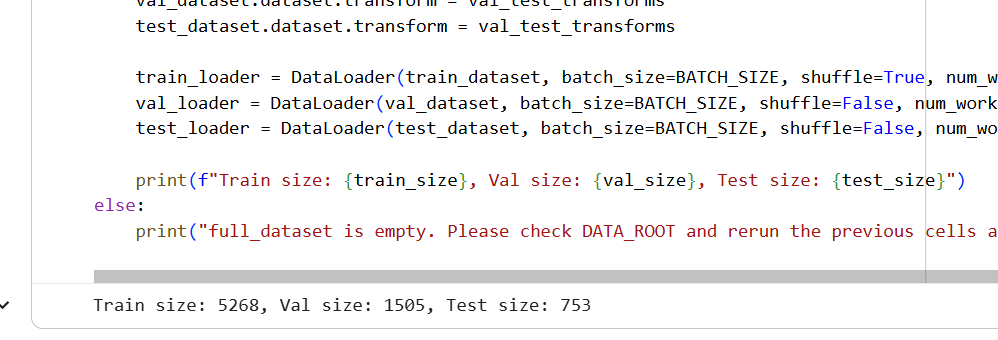 val_dataset.dataset.transform = val_test_transforms
test_dataset.dataset.transform = val_test_transforms
train_loader = DataLoader(train_dataset, batch_size=BATCH_SIZE, shuffle=True, num_w
val_loader = DataLoader(val_dataset, batch_size=BATCH_SIZE, shuffle=False, num_work
test_loader = DataLoader(test_dataset, batch_size=BATCH_SIZE, shuffle=False, num_wo
print(f"Train size: {train_size}, Val size: {val_size}, Test size: {test_size}")
else:
print("full_dataset is empty. Please check DATA_ROOT and rerun the previous cells a
Train size: 5268, Val size: 1505, Test size: 753